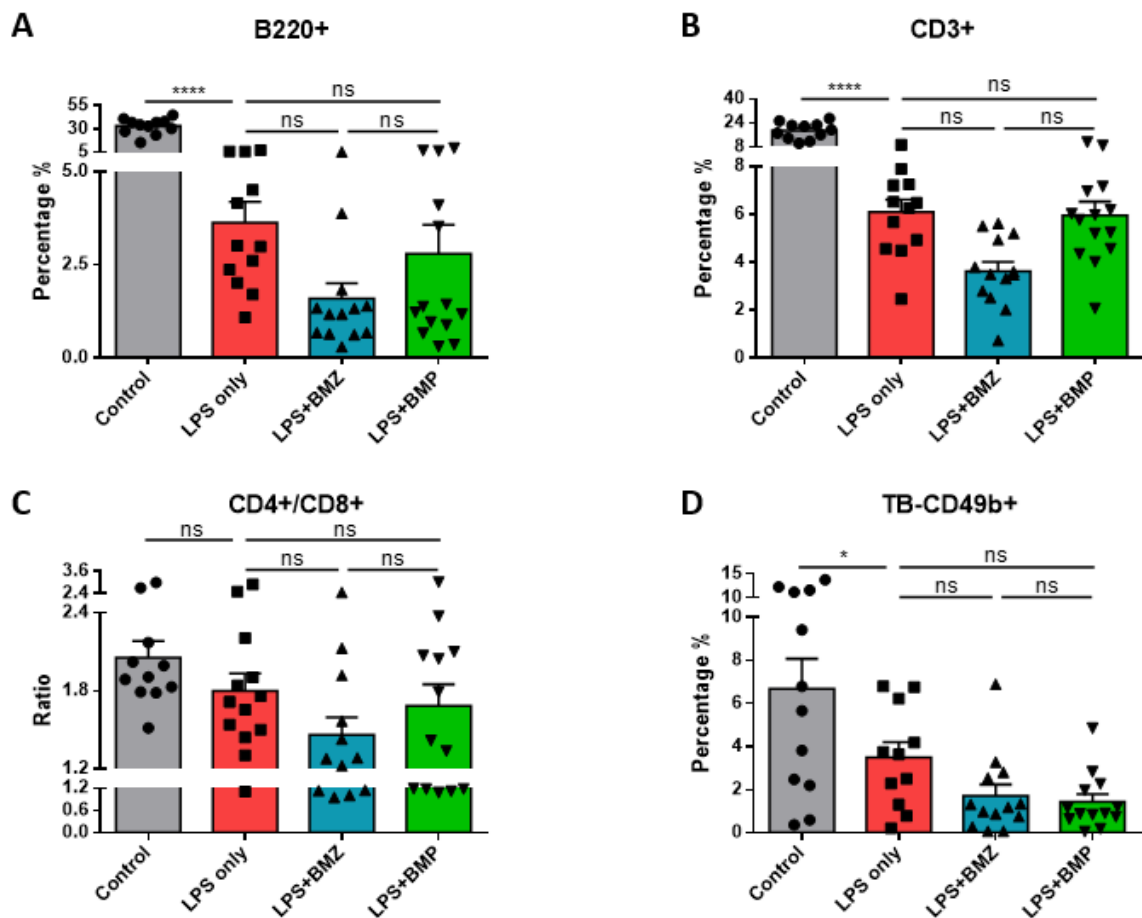 A
B220+
****
ns
ns
ns
Percentage %
55
30
5
5.0
2.5
0.0
Control
LPS only
LPS+BMZ
LPS+BMP
B
CD3+
****
ns
ns
ns
Percentage %
40
24
8
8
6
4
2
0
Control
LPS only
LPS+BMZ
LPS+BMP
C
CD4+/CD8+
ns
ns
ns
ns
Ratio
3.6
2.4
2.4
1.8
1.2
1.2
0.6
0.0
Control
LPS only
LPS+BMZ
LPS+BMP
D
TB-CD49b+
*
ns
ns
ns
Percentage %
15
10
10
8
6
4
2
0
Control
LPS only
LPS+BMZ
LPS+BMP